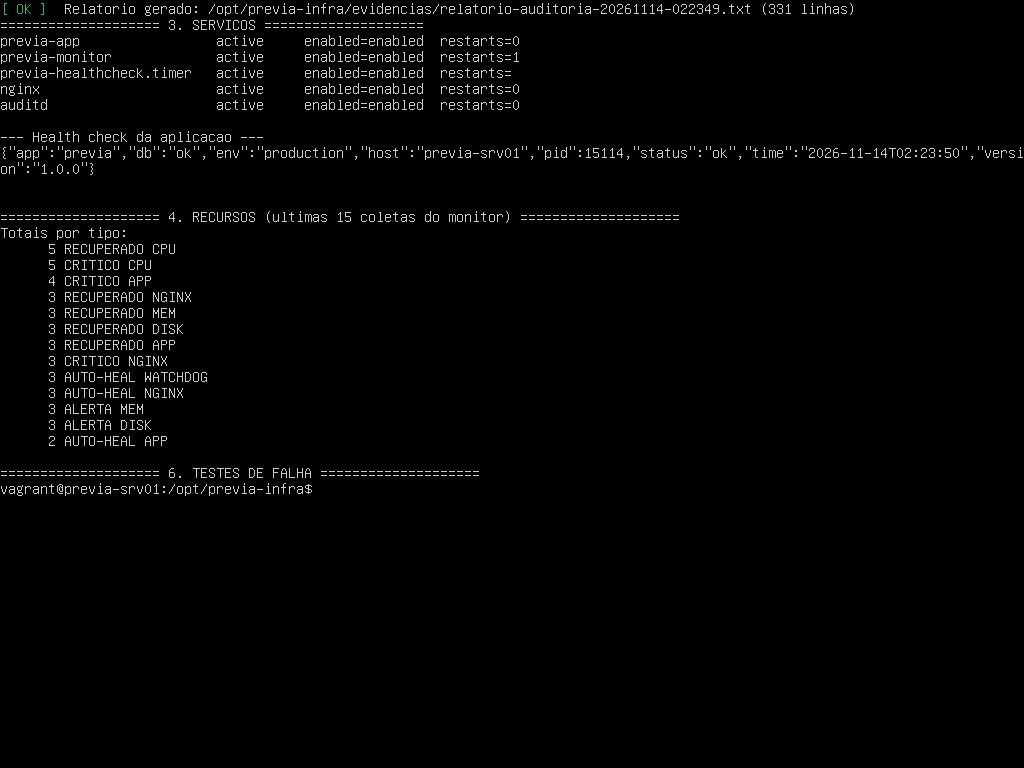 [ OK ]  Relatorio gerado: /opt/previa-infra/evidencias/relatorio-auditoria-20261114-022349.txt (331 linhas)
==================== 3. SERVICOS ====================
previa-app                 active     enabled=enabled  restarts=0
previa-monitor             active     enabled=enabled  restarts=1
previa-healthcheck.timer   active     enabled=enabled  restarts=
nginx                      active     enabled=enabled  restarts=0
auditd                     active     enabled=enabled  restarts=0
--- Health check da aplicacao ---
{"app":"previa","db":"ok","env":"production","host":"previa-srv01","pid":15114,"status":"ok","time":"2026-11-14T02:23:50","versi
on":"1.0.0"}
==================== 4. RECURSOS (ultimas 15 coletas do monitor) ====================
Totais por tipo:
      5 RECUPERADO CPU
      5 CRITICO CPU
      4 CRITICO APP
      3 RECUPERADO NGINX
      3 RECUPERADO MEM
      3 RECUPERADO DISK
      3 RECUPERADO APP
      3 CRITICO NGINX
      3 AUTO-HEAL WATCHDOG
      3 AUTO-HEAL NGINX
      3 ALERTA MEM
      3 ALERTA DISK
      2 AUTO-HEAL APP
==================== 6. TESTES DE FALHA ====================
vagrant@previa-srv01:/opt/previa-infra$